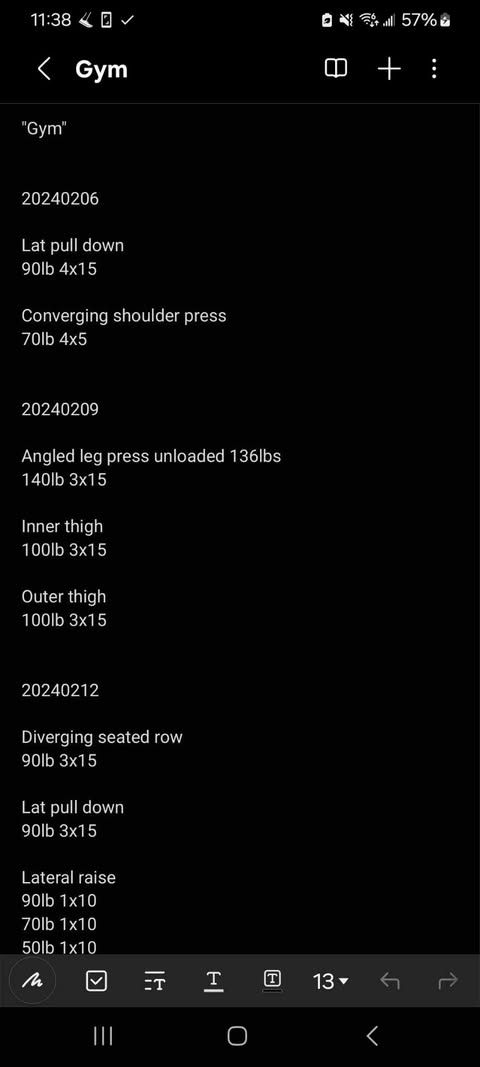 11:38 57%
Gym
"Gym"
20240206
Lat pull down
90lb 4x15
Converging shoulder press
70lb 4x5
20240209
Angled leg press unloaded 136lbs
140lb 3x15
Inner thigh
100lb 3x15
Outer thigh
100lb 3x15
20240212
Diverging seated row
90lb 3x15
Lat pull down
90lb 3x15
Lateral raise
90lb 1x10
70lb 1x10
50lb 1x10
13